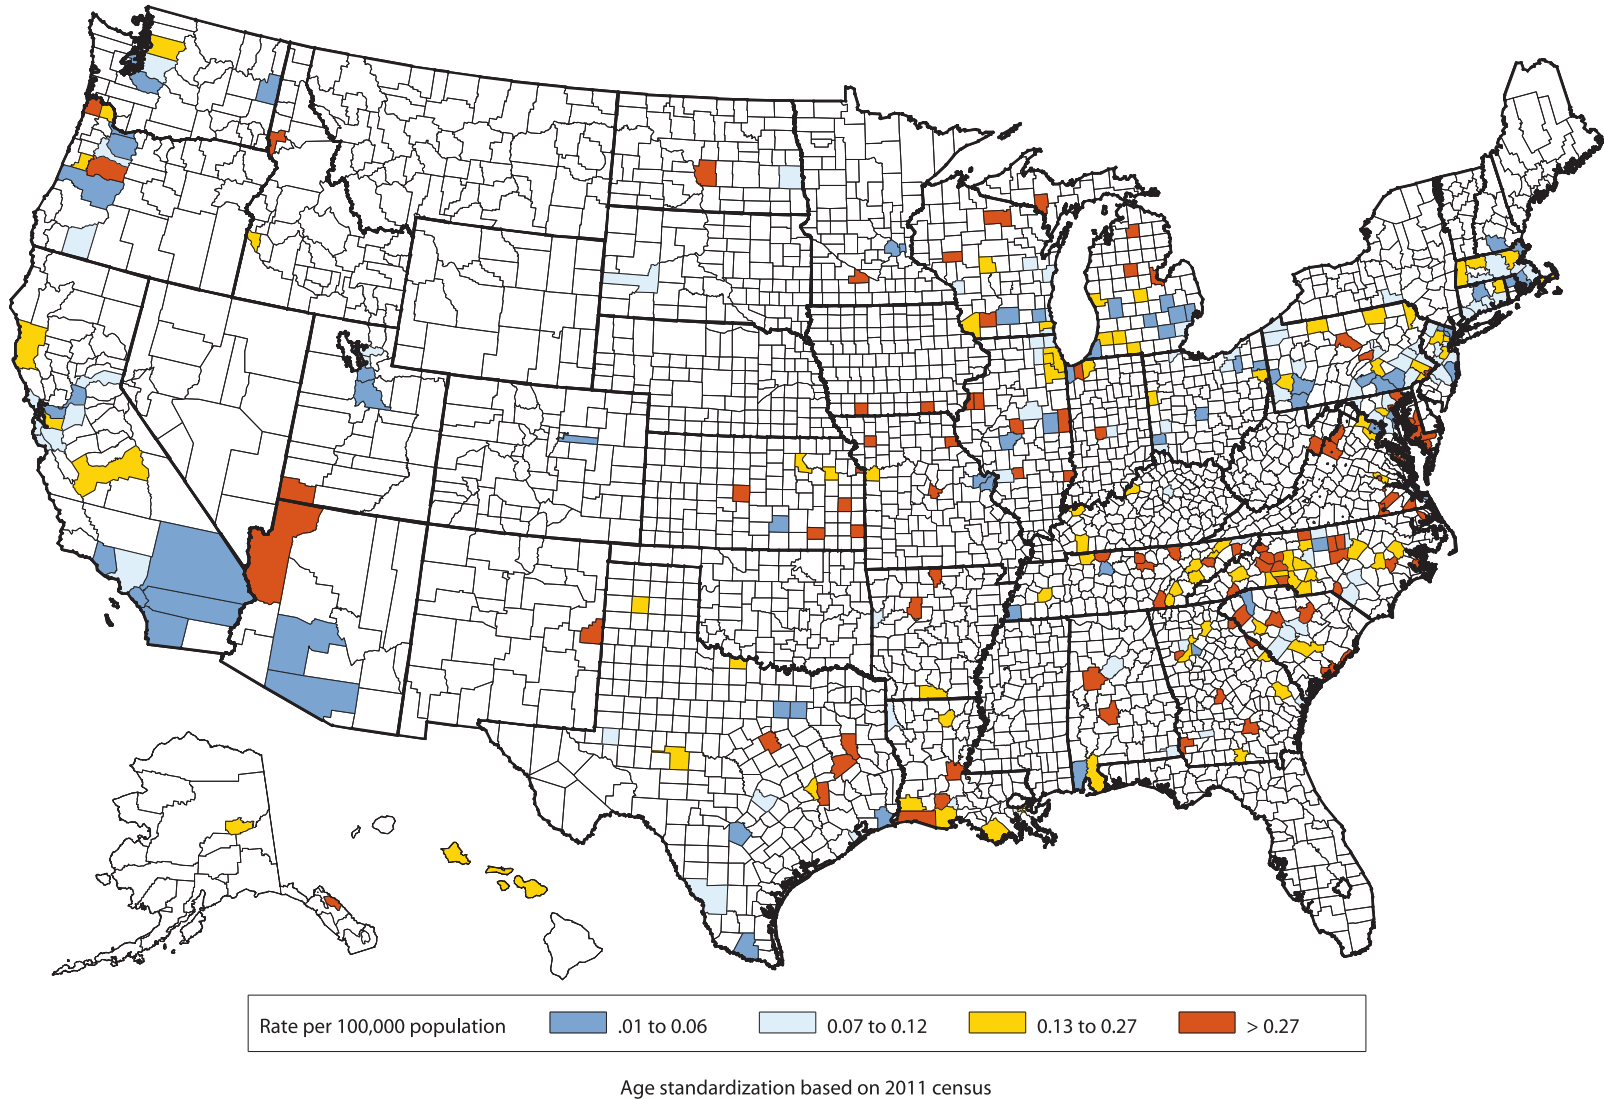 Rate per 100,000 population .01 to 0.06 0.07 to 0.12 0.13 to 0.27 > 0.27
Age standardization based on 2011 census